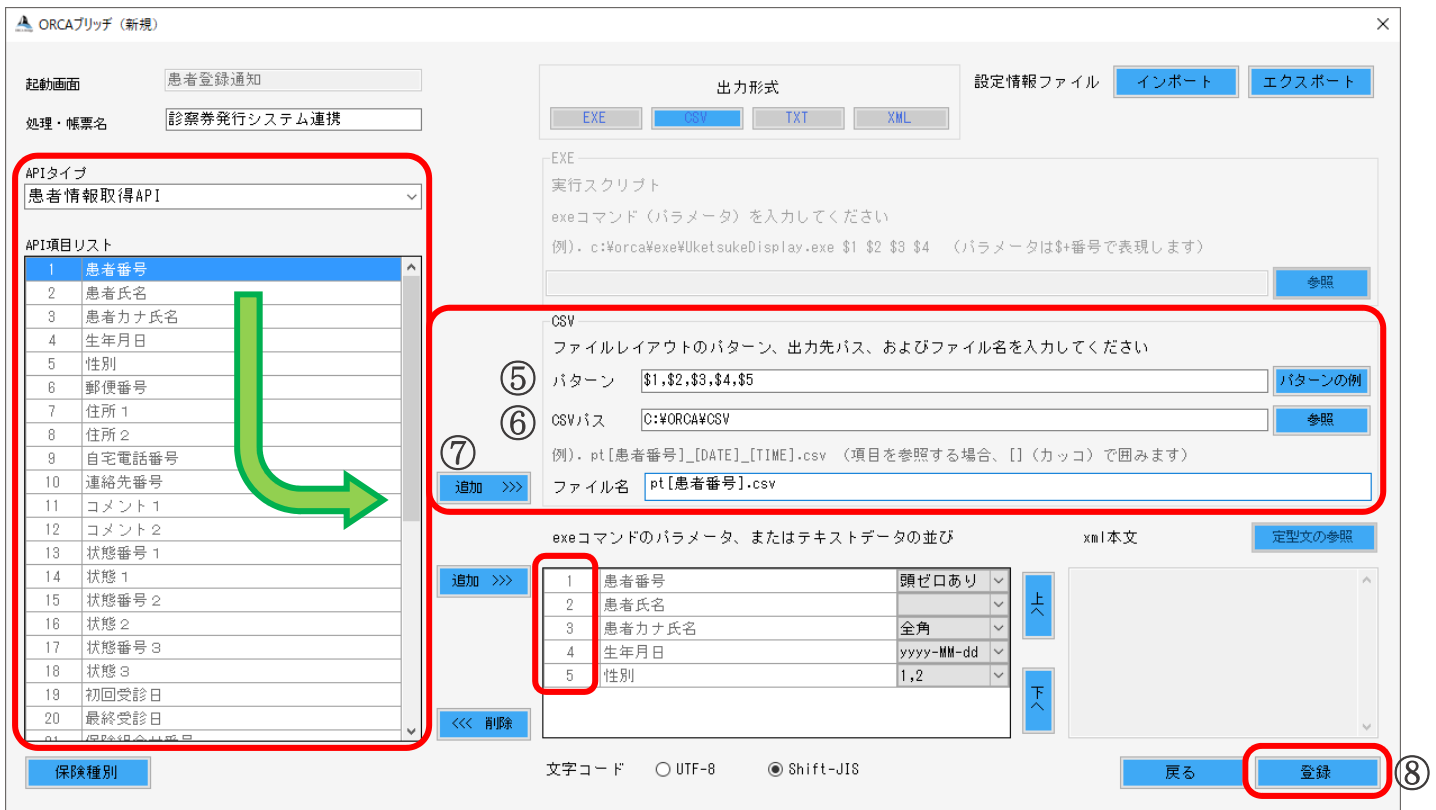 ORCAブリッヂ（新規）
起動画面 患者登録通知
処理・帳票名 診察券発行システム連携
出力形式
EXE CSV TXT XML
設定情報ファイル インポート エクスポート
APIタイプ
患者情報取得API
API項目リスト
1 患者番号
2 患者氏名
3 患者カナ氏名
4 生年月日
5 性別
6 郵便番号
7 住所１
8 住所２
9 自宅電話番号
10 連絡先番号
11 コメント１
12 コメント２
13 状態番号１
14 状態１
15 状態番号２
16 状態２
17 状態番号３
18 状態３
19 初回受診日
20 最終受診日
21 保険組合せ番号
保険種別
EXE
実行スクリプト
exeコマンド（パラメータ）を入力してください
例）. c:¥orca¥exe¥UketsukeDisplay.exe $1 $2 $3 $4 （パラメータは$+番号で表現します）
参照
CSV
ファイルレイアウトのパターン、出力先パス、およびファイル名を入力してください
⑤ パターン $1,$2,$3,$4,$5 パターンの例
⑥ CSVパス C:¥ORCA¥CSV 参照
⑦
例）. pt[患者番号]_[DATE]_[TIME].csv （項目を参照する場合、[]（カッコ）で囲みます）
追加 >>> ファイル名 pt[患者番号].csv
exeコマンドのパラメータ、またはテキストデータの並び
xml本文 定型文の参照
追加 >>>
1 患者番号 頭ゼロあり
2 患者氏名
3 患者カナ氏名 全角
4 生年月日 yyyy-MM-dd
5 性別 1,2
上へ
下へ
<<< 削除
文字コード UTF-8 Shift-JIS
戻る 登録 ⑧